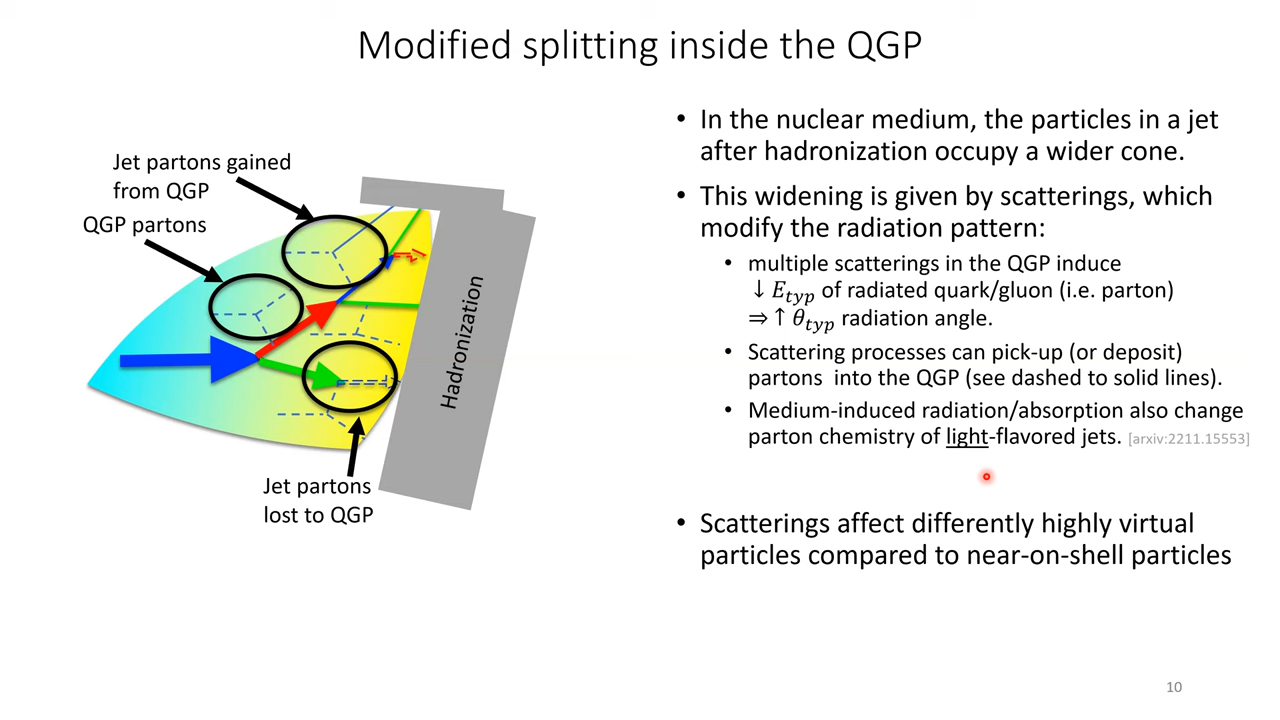 Modified splitting inside the QGP
Jet partons gained
from QGP
QGP partons
Hadronization
Jet partons
lost to QGP
• In the nuclear medium, the particles in a jet
after hadronization occupy a wider cone.
• This widening is given by scatterings, which
modify the radiation pattern:
• multiple scatterings in the QGP induce
↓ E_{typ} of radiated quark/gluon (i.e. parton)
⇒ ↑ θ_{typ} radiation angle.
• Scattering processes can pick-up (or deposit)
partons into the QGP (see dashed to solid lines).
• Medium-induced radiation/absorption also change
parton chemistry of light-flavored jets. [arxiv:2211.15553]
• Scatterings affect differently highly virtual
particles compared to near-on-shell particles
10